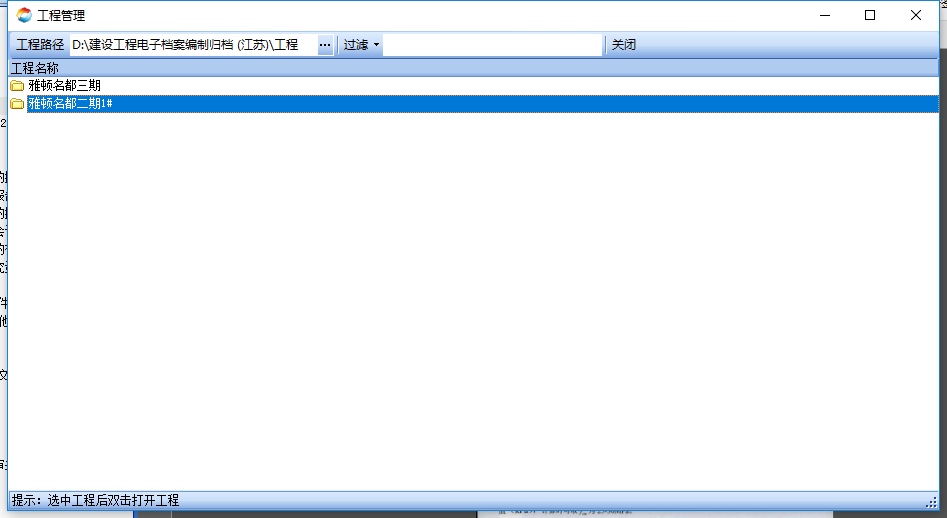 工程管理
工程路径 D:\建设工程电子档案编制归档 (江苏)\工程 ... 过滤 关闭
工程名称
雅顿名都三期
雅顿名都二期1#
提示：选中工程后双击打开工程